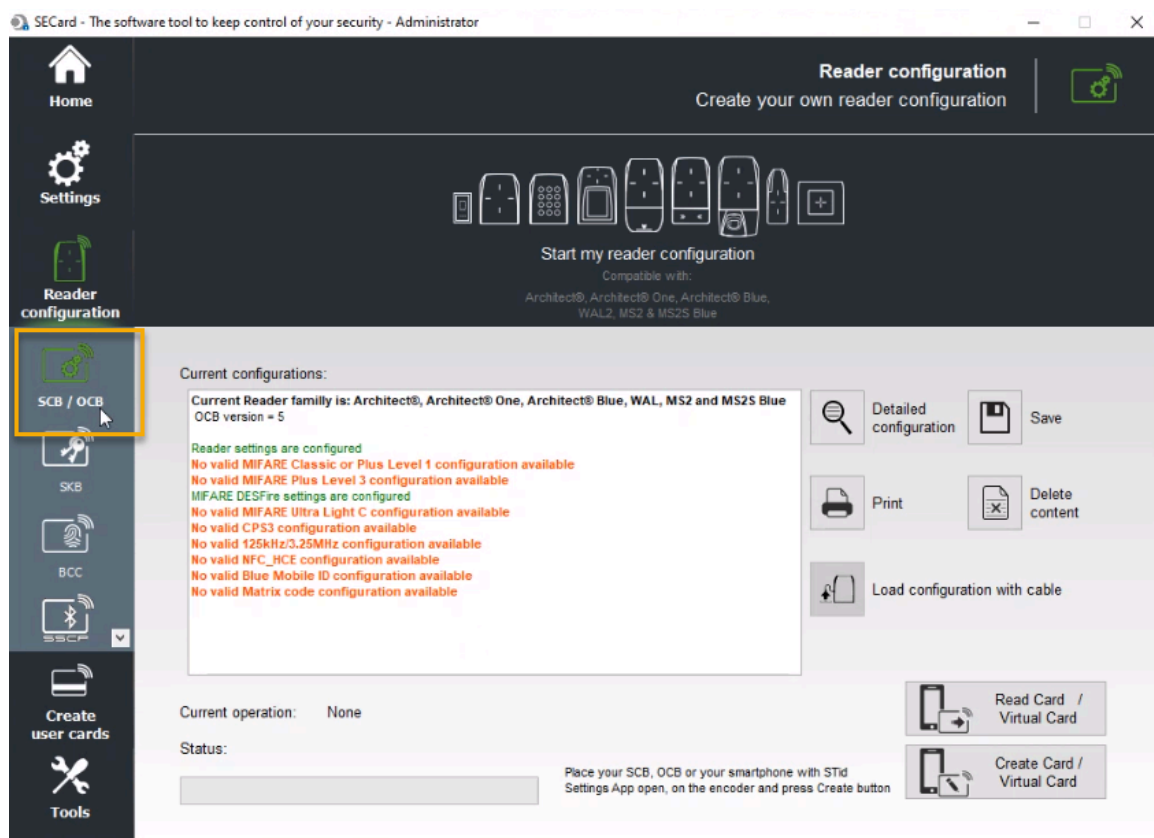 SECard - The software tool to keep control of your security - Administrator
Home
Reader configuration
Create your own reader configuration
Settings
Start my reader configuration
Compatible with:
Architect®, Architect® One, Architect® Blue,
WAL2, MS2 & MS2S Blue
Reader
configuration
SCB / OCB
SKB
BCC
SSCP
Create
user cards
Tools
Current configurations:
Current Reader familly is: Architect®, Architect® One, Architect® Blue, WAL, MS2 and MS2S Blue
OCB version = 5
Reader settings are configured
No valid MIFARE Classic or Plus Level 1 configuration available
No valid MIFARE Plus Level 3 configuration available
MIFARE DESFire settings are configured
No valid MIFARE Ultra Light C configuration available
No valid CPS3 configuration available
No valid 125kHz/3.25MHz configuration available
No valid NFC_HCE configuration available
No valid Blue Mobile ID configuration available
No valid Matrix code configuration available
Detailed
configuration
Save
Print
Delete
content
Load configuration with cable
Current operation: None
Status:
Place your SCB, OCB or your smartphone with STid
Settings App open, on the encoder and press Create button
Read Card /
Virtual Card
Create Card /
Virtual Card